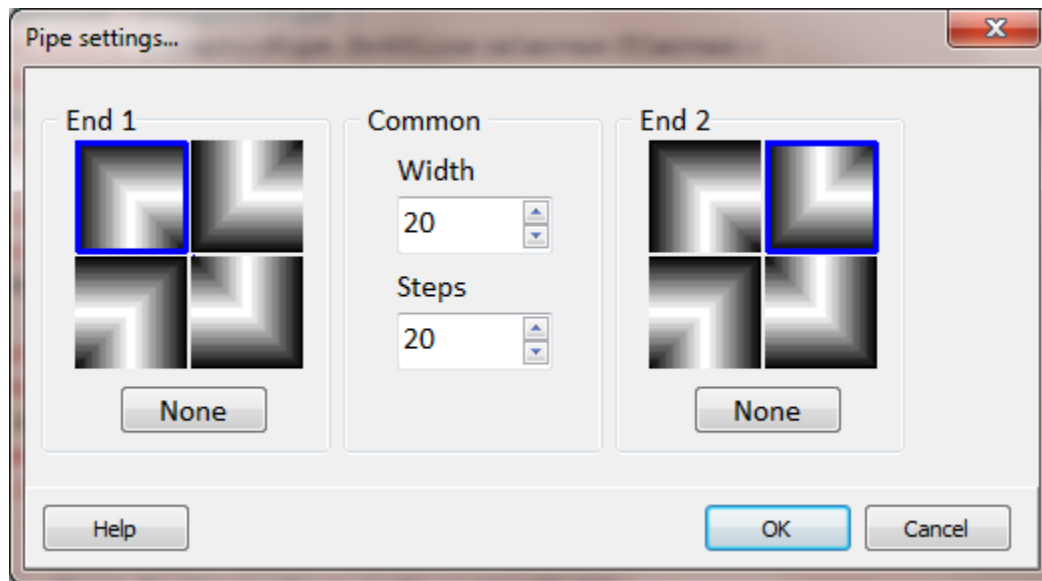 Pipe settings...
End 1
Common
End 2
Width
20
Steps
20
None
None
Help
OK
Cancel